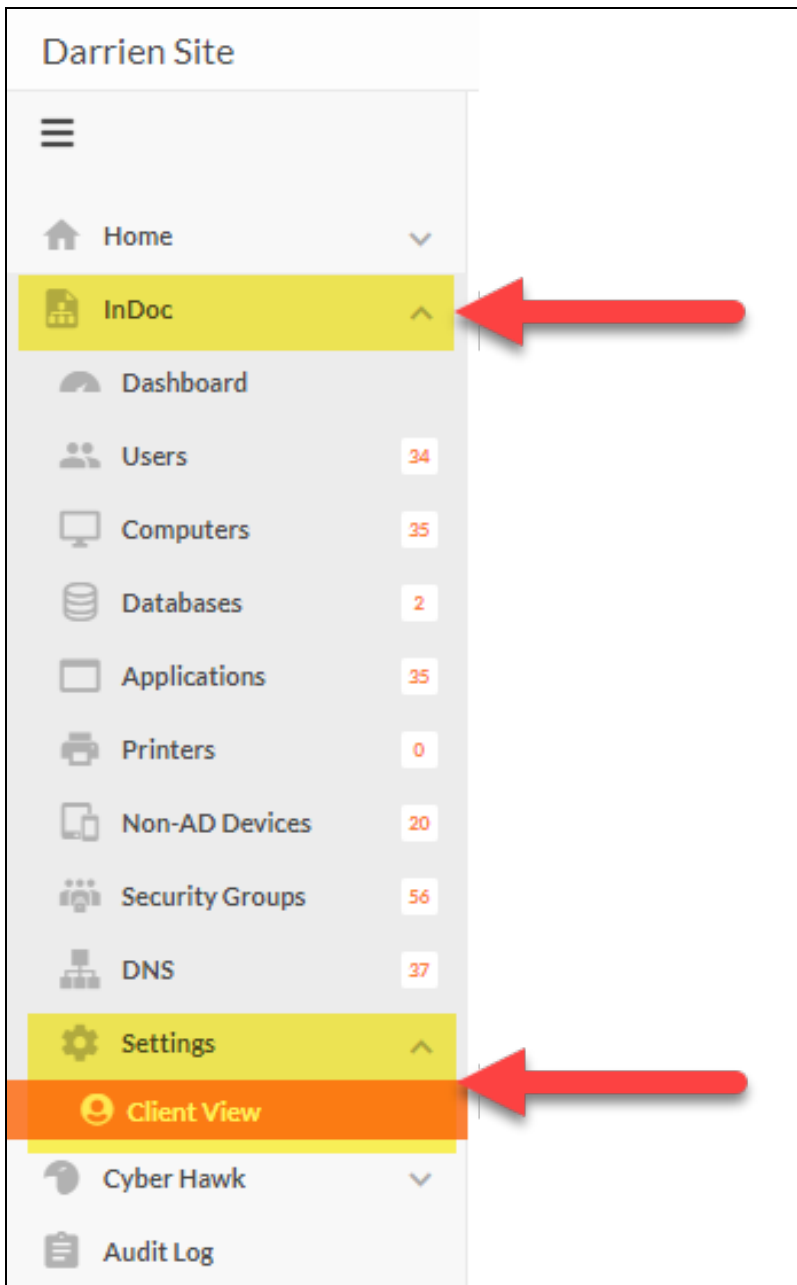 Darrien Site
Home
InDoc
Dashboard
Users 34
Computers 35
Databases 2
Applications 35
Printers 0
Non-AD Devices 20
Security Groups 56
DNS 37
Settings
Client View
Cyber Hawk
Audit Log